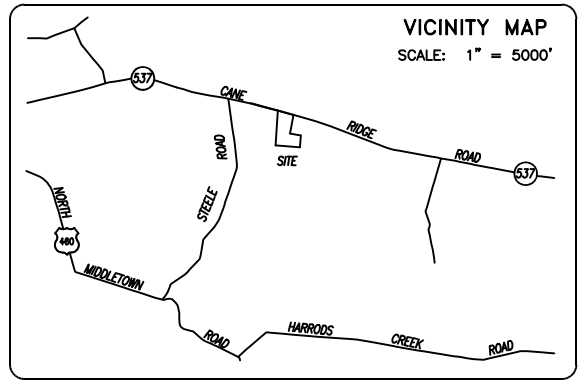 VICINITY MAP
SCALE: 1" = 5000'
537
CANE RIDGE ROAD
537
SITE
STEELE ROAD
NORTH MIDDLETOWN ROAD
460
HARRODS CREEK ROAD